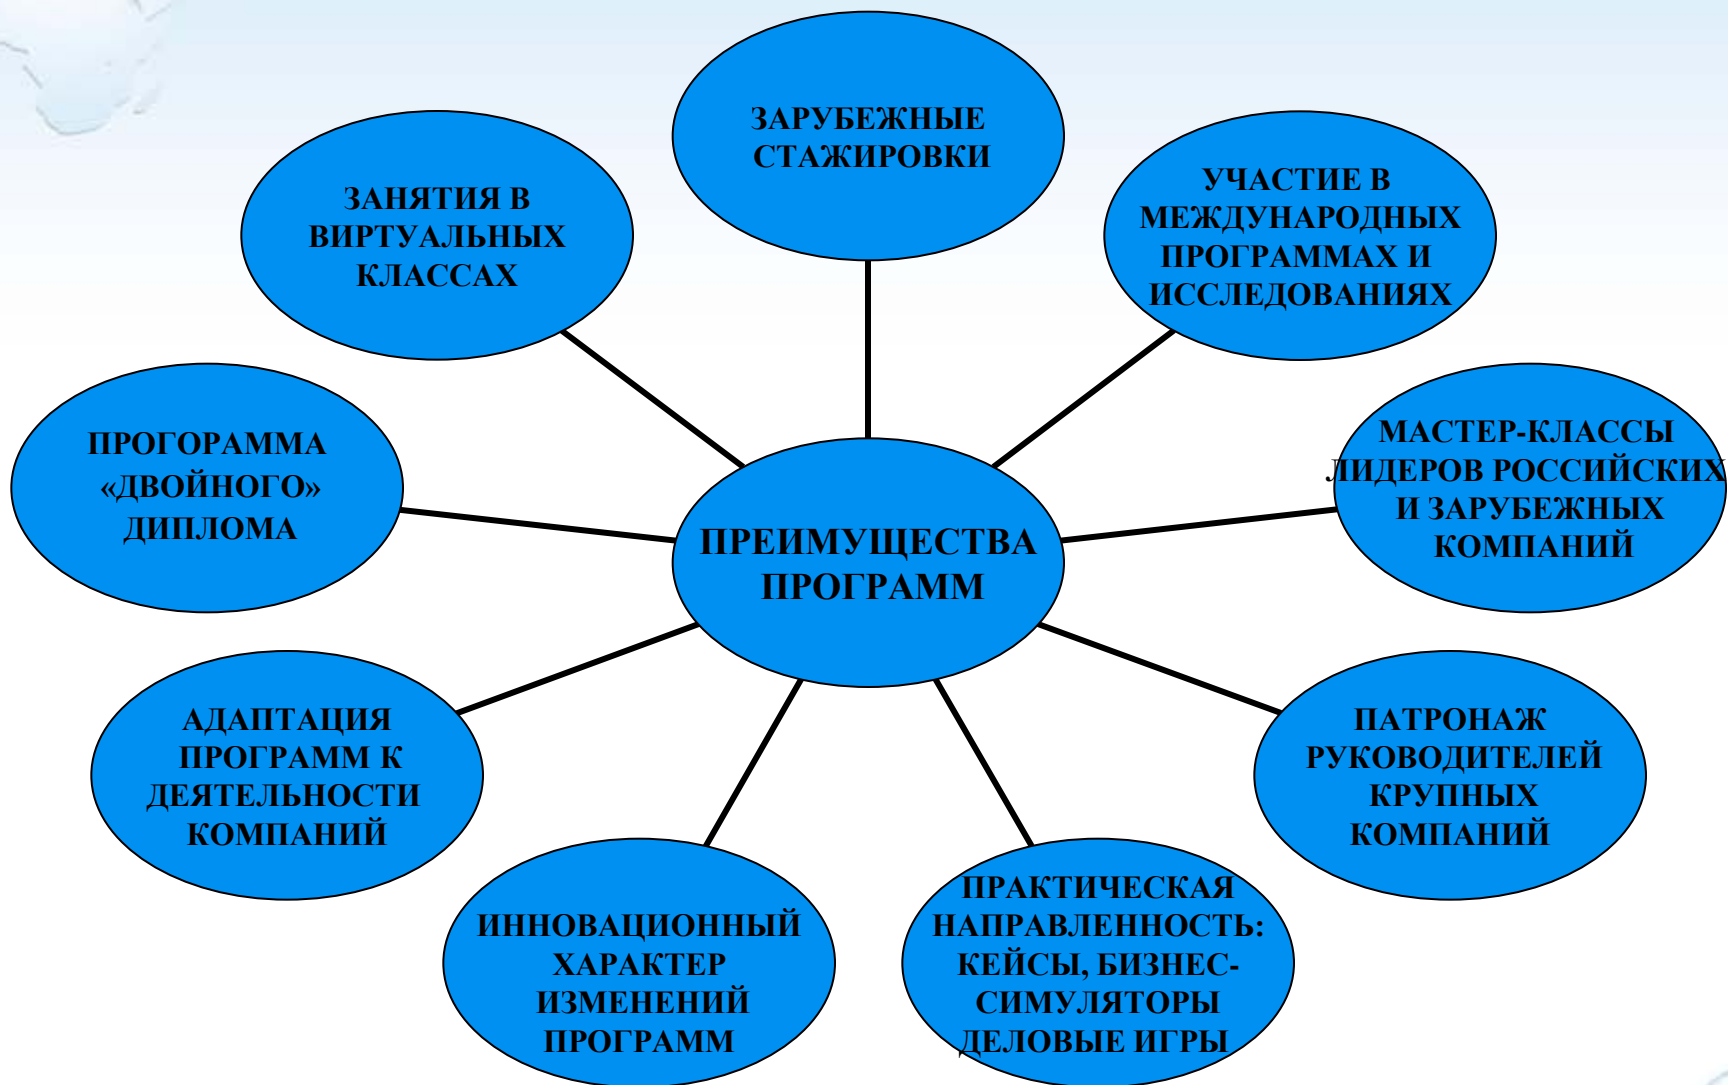 ЗАРУБЕЖНЫЕ
СТАЖИРОВКИ
ЗАНЯТИЯ В
ВИРТУАЛЬНЫХ
КЛАССАХ
УЧАСТИЕ В
МЕЖДУНАРОДНЫХ
ПРОГРАММАХ И
ИССЛЕДОВАНИЯХ
ПРОГОРАММА
«ДВОЙНОГО»
ДИПЛОМА
МАСТЕР-КЛАССЫ
ЛИДЕРОВ РОССИЙСКИХ
И ЗАРУБЕЖНЫХ
КОМПАНИЙ
ПРЕИМУЩЕСТВА
ПРОГРАММ
АДАПТАЦИЯ
ПРОГРАММ К
ДЕЯТЕЛЬНОСТИ
КОМПАНИЙ
ПАТРОНАЖ
РУКОВОДИТЕЛЕЙ
КРУПНЫХ
КОМПАНИЙ
ИННОВАЦИОННЫЙ
ХАРАКТЕР
ИЗМЕНЕНИЙ
ПРОГРАММ
ПРАКТИЧЕСКАЯ
НАПРАВЛЕННОСТЬ:
КЕЙСЫ, БИЗНЕС-
СИМУЛЯТОРЫ
ДЕЛОВЫЕ ИГРЫ